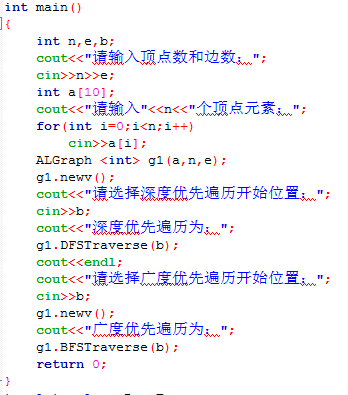 int main()
{
int n,e,b;
cout<<"请输入顶点数和边数：";
cin>>n>>e;
int a[10];
cout<<"请输入"<<n<<"个顶点元素：";
for(int i=0;i<n;i++)
cin>>a[i];
ALGraph <int> g1(a,n,e);
g1.newv();
cout<<"请选择深度优先遍历开始位置：";
cin>>b;
cout<<"深度优先遍历为：";
g1.DFSTraverse(b);
cout<<endl;
cout<<"请选择广度优先遍历开始位置：";
cin>>b;
g1.newv();
cout<<"广度优先遍历为：";
g1.BFSTraverse(b);
return 0;
}